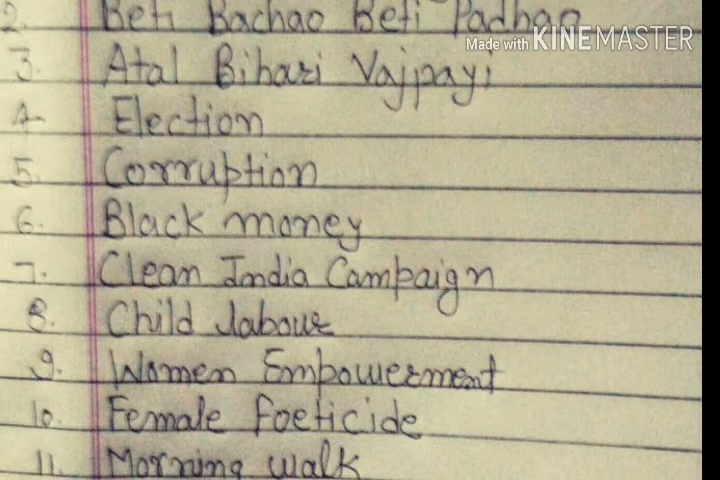 2. Beti Bachao Beti Padhao
Made with KINEMASTER
3. Atal Bihari Vajpayi
4. Election
5. Corruption
6. Black money
7. Clean India Campaign
8. Child labour
9. Women Empowerment
10. Female foeticide
11. Morning walk